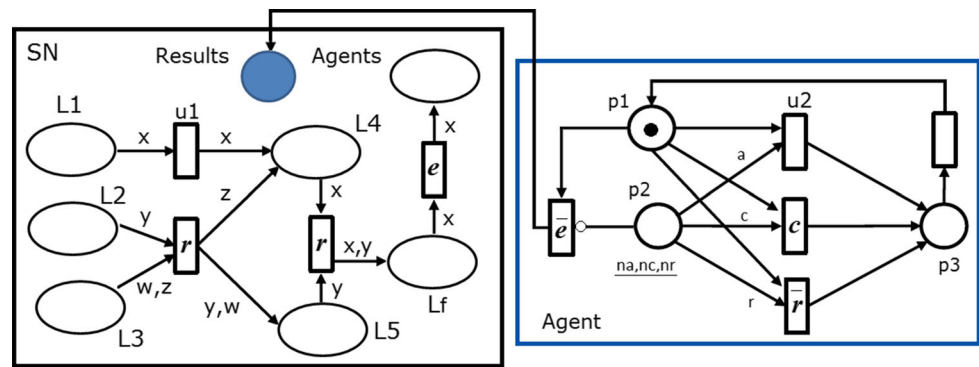 SN
Results
Agents
L1
u1
x
x
L4
x
e
L2
y
z
x
x
r
r
x,y
L3
w,z
y,w
y
Lf
L5
p1
u2
a
p2
e̅
c
c
p3
na,nc,nr
r
r̅
Agent